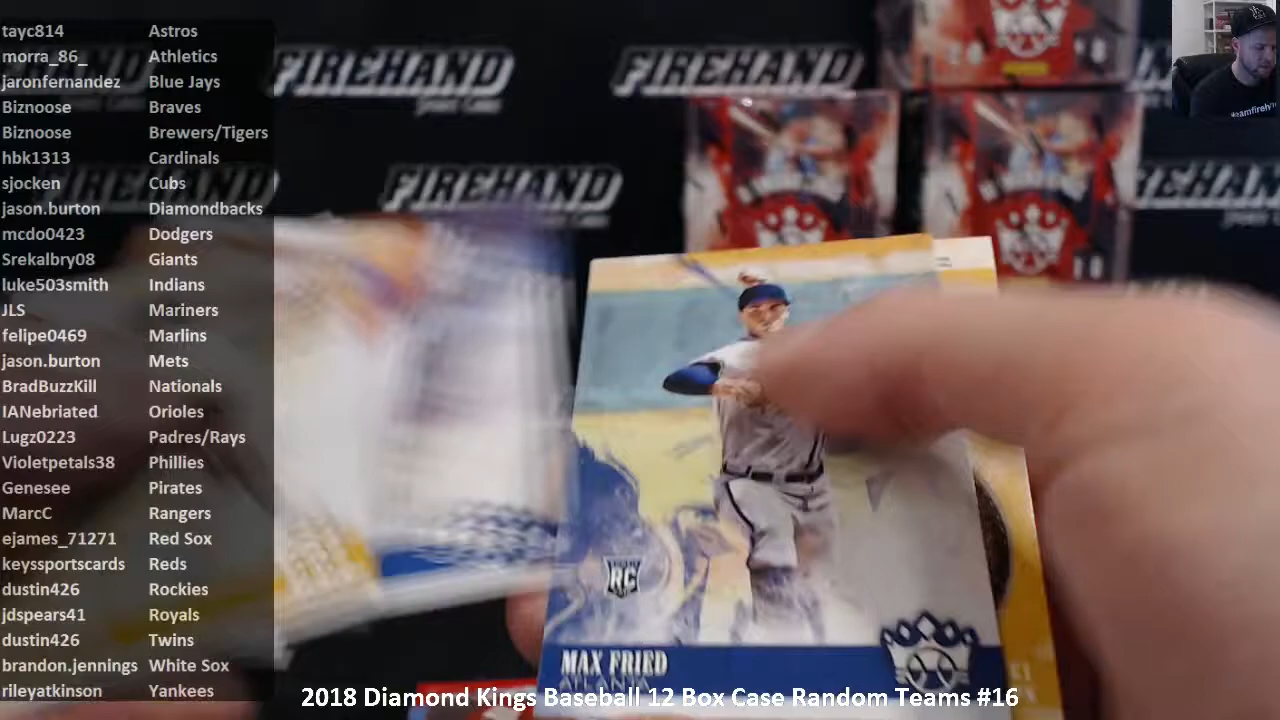 tayc814 Astros
morra_86_ Athletics
jaronfernandez Blue Jays
Biznoose Braves
Biznoose Brewers/Tigers
hbk1313 Cardinals
sjocken Cubs
jason.burton Diamondbacks
mcdo0423 Dodgers
Srekalbry08 Giants
luke503smith Indians
JLS Mariners
felipe0469 Marlins
jason.burton Mets
BradBuzzKill Nationals
IANebriated Orioles
Lugz0223 Padres/Rays
Violetpetals38 Phillies
Genesee Pirates
MarcC Rangers
ejames_71271 Red Sox
keyssportscards Reds
dustin426 Rockies
jdspears41 Royals
dustin426 Twins
brandon.jennings White Sox
rileyatkinson Yankees
FIREHAND
FIREHAND
FIREHAND
FIREHAND
RC
MAX FRIED
ATLANTA
2018 Diamond Kings Baseball 12 Box Case Random Teams #16